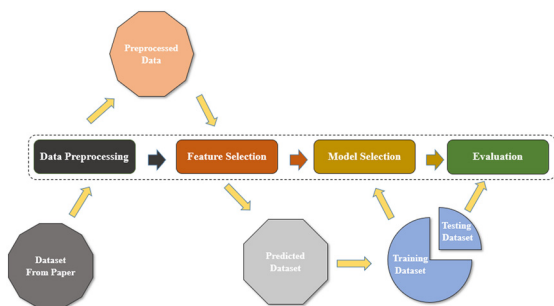 Preprocessed
Data
Data Preprocessing
Feature Selection
Model Selection
Evaluation
Dataset
From Paper
Predicted
Dataset
Training
Dataset
Testing
Dataset